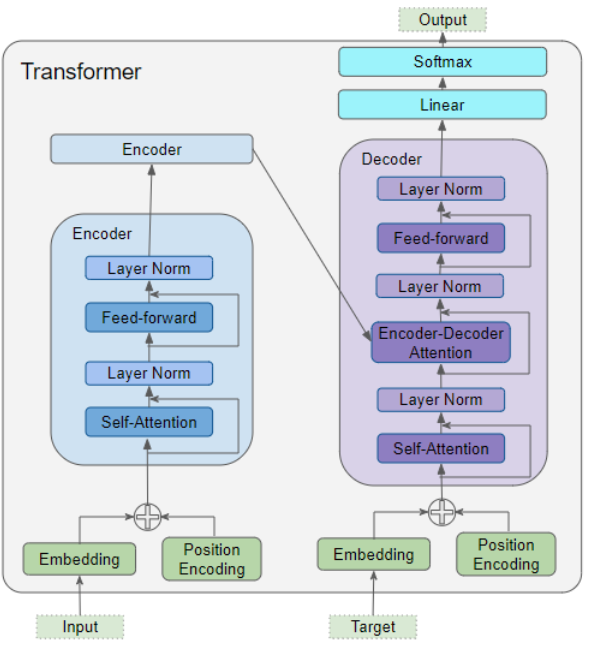 Output
Transformer
Softmax
Linear
Encoder
Encoder
Layer Norm
Feed-forward
Layer Norm
Self-Attention
Decoder
Layer Norm
Feed-forward
Layer Norm
Encoder-Decoder
Attention
Layer Norm
Self-Attention
Embedding
Position
Encoding
Embedding
Position
Encoding
Input
Target